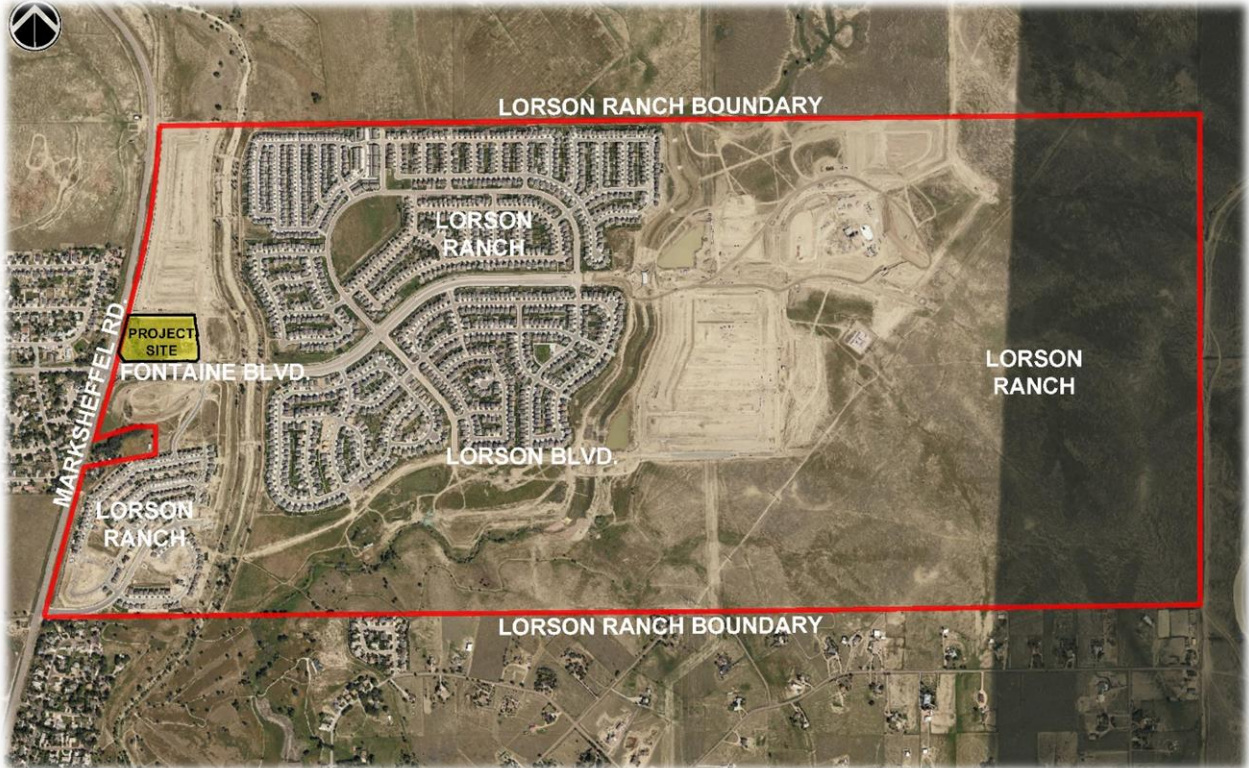 LORSON RANCH BOUNDARY
LORSON
RANCH
PROJECT
SITE
MARKSHEFFEL RD.
FONTAINE BLVD.
LORSON
RANCH
LORSON BLVD.
LORSON
RANCH
LORSON RANCH BOUNDARY